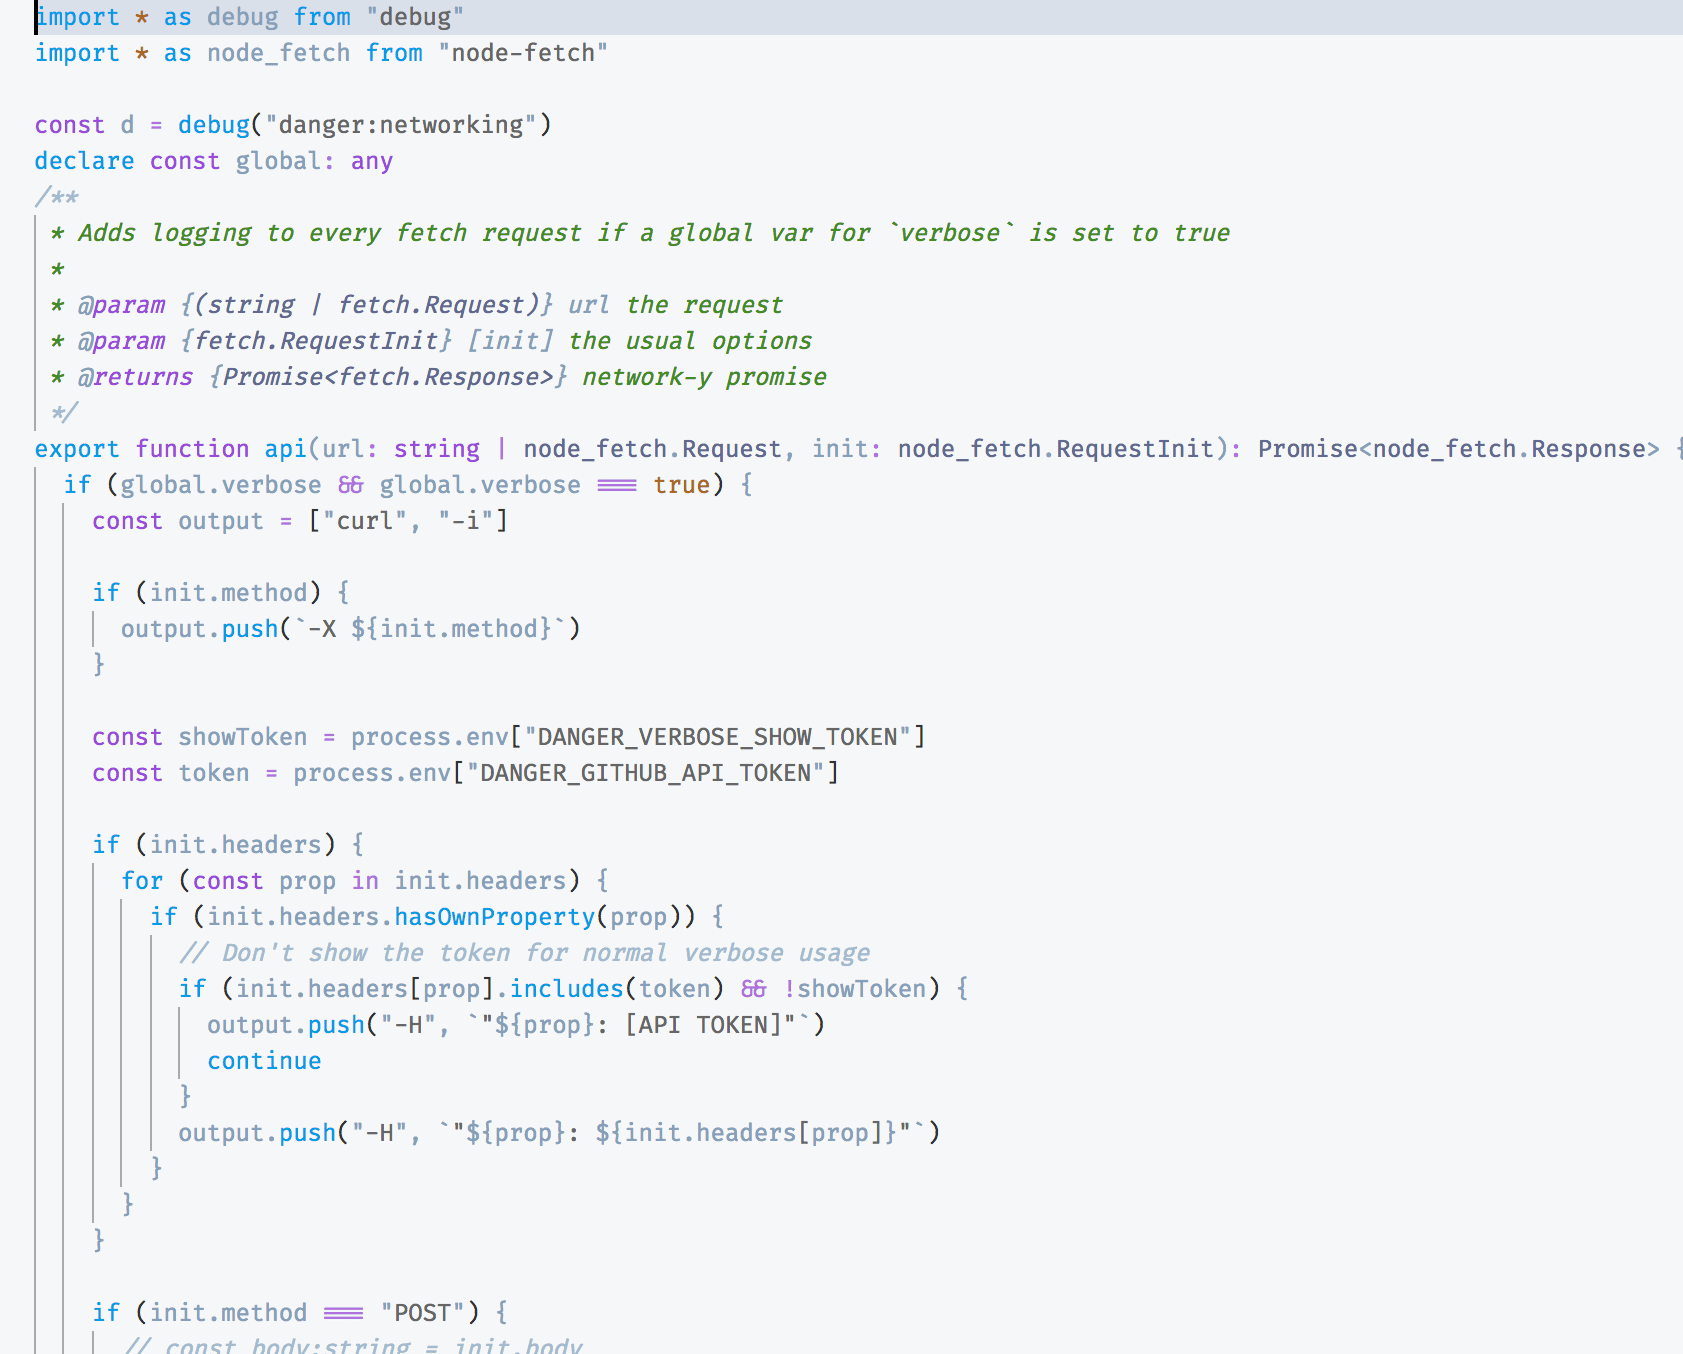 import * as debug from "debug"
import * as node_fetch from "node-fetch"

const d = debug("danger:networking")
declare const global: any
/**
 * Adds logging to every fetch request if a global var for `verbose` is set to true
 *
 * @param {(string | fetch.Request)} url the request
 * @param {fetch.RequestInit} [init] the usual options
 * @returns {Promise<fetch.Response>} network-y promise
 */
export function api(url: string | node_fetch.Request, init: node_fetch.RequestInit): Promise<node_fetch.Response> {
  if (global.verbose && global.verbose === true) {
    const output = ["curl", "-i"]

    if (init.method) {
      output.push(`-X ${init.method}`)
    }

    const showToken = process.env["DANGER_VERBOSE_SHOW_TOKEN"]
    const token = process.env["DANGER_GITHUB_API_TOKEN"]

    if (init.headers) {
      for (const prop in init.headers) {
        if (init.headers.hasOwnProperty(prop)) {
          // Don't show the token for normal verbose usage
          if (init.headers[prop].includes(token) && !showToken) {
            output.push("-H", `"${prop}: [API TOKEN]"`)
            continue
          }
          output.push("-H", `"${prop}: ${init.headers[prop]}"`)
        }
      }
    }

    if (init.method === "POST") {
      // const body:string = init.body